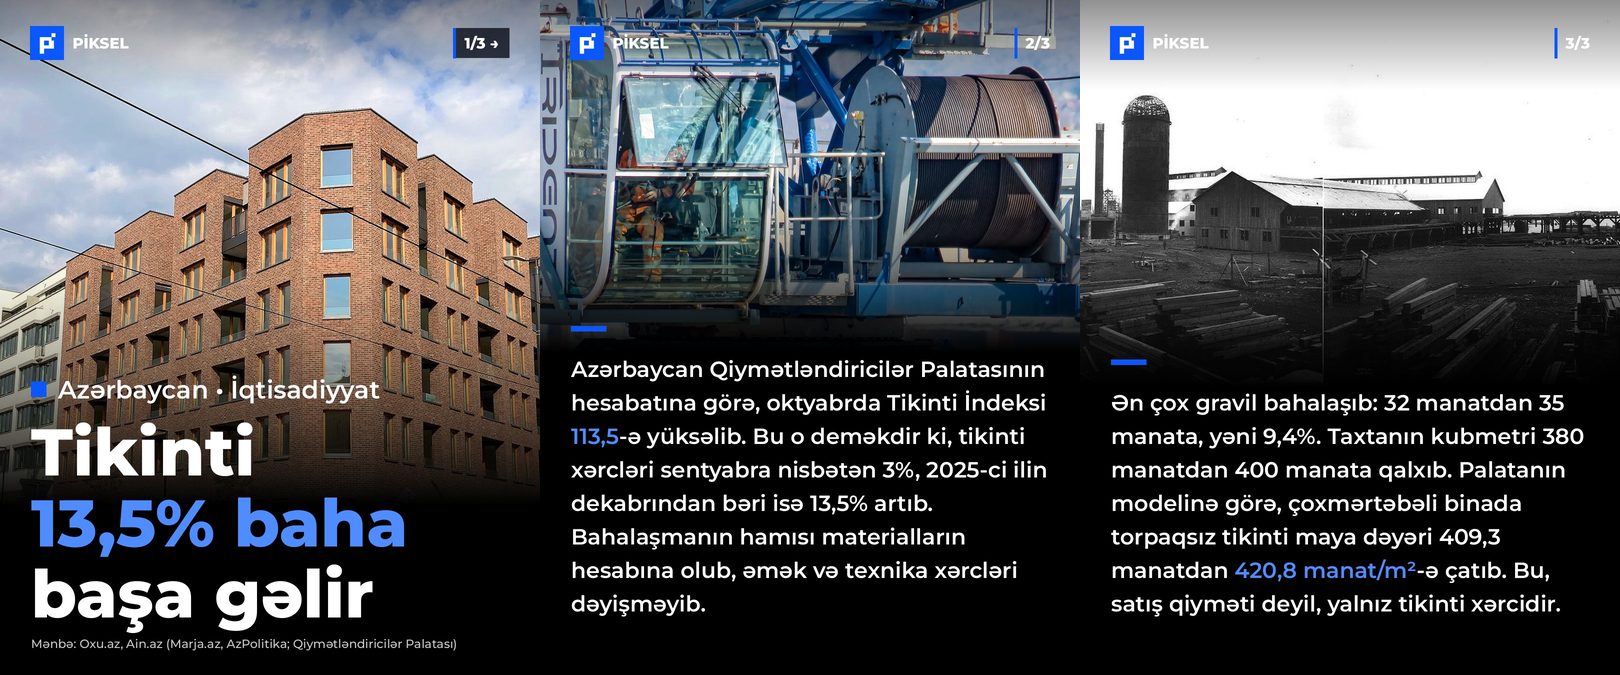 PİKSEL
1/3 →
Azərbaycan • İqtisadiyyat
Tikinti
13,5% baha
başa gəlir
Mənbə: Oxu.az, Ain.az (Marja.az, AzPolitika; Qiymətləndiricilər Palatası)
PİKSEL
2/3
Azərbaycan Qiymətləndiricilər Palatasının
hesabatına görə, oktyabrda Tikinti İndeksi
113,5-ə yüksəlib. Bu o deməkdir ki, tikinti
xərcləri sentyabra nisbətən 3%, 2025-ci ilin
dekabrından bəri isə 13,5% artıb.
Bahalaşmanın hamısı materialların
hesabına olub, əmək və texnika xərcləri
dəyişməyib.
PİKSEL
3/3
Ən çox gravil bahalaşıb: 32 manatdan 35
manata, yəni 9,4%. Taxtanın kubmetri 380
manatdan 400 manata qalxıb. Palatanın
modelinə görə, çoxmərtəbəli binada
torpaqsız tikinti maya dəyəri 409,3
manatdan 420,8 manat/m²-ə çatıb. Bu,
satış qiyməti deyil, yalnız tikinti xərcidir.